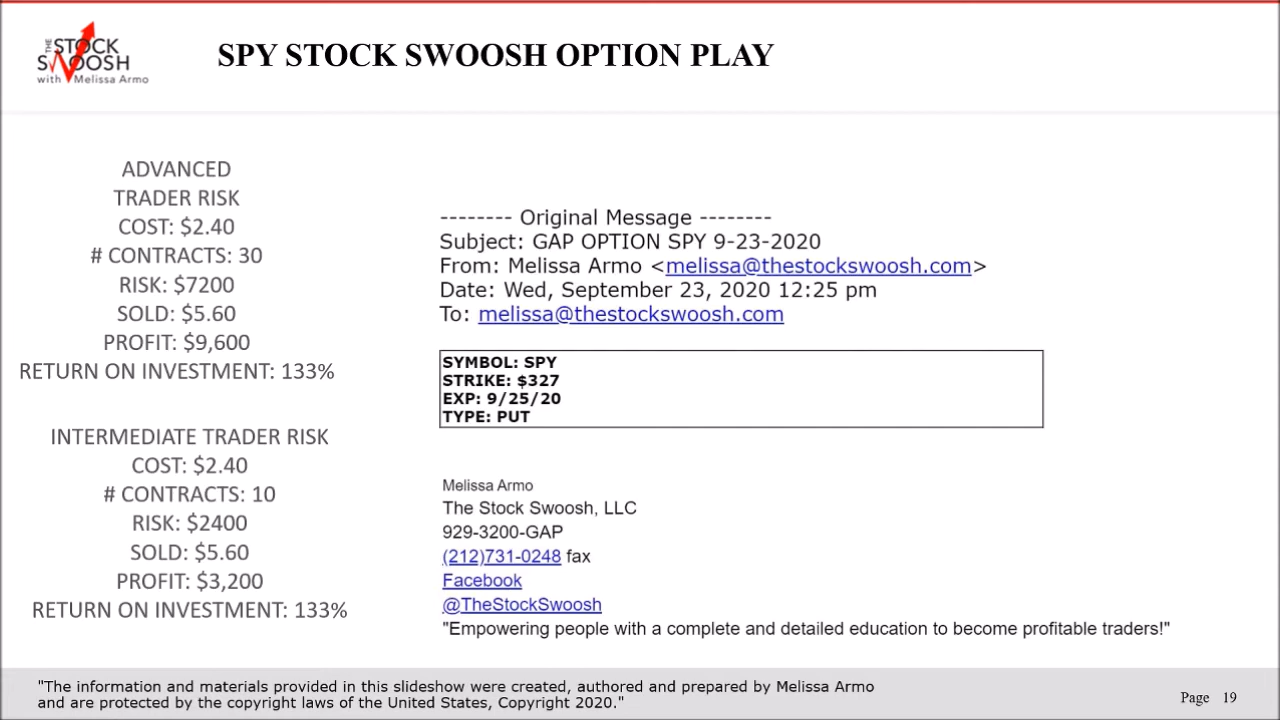 THE
STOCK
SWOOSH
with Melissa Armo
SPY STOCK SWOOSH OPTION PLAY
ADVANCED
TRADER RISK
COST: $2.40
# CONTRACTS: 30
RISK: $7200
SOLD: $5.60
PROFIT: $9,600
RETURN ON INVESTMENT: 133%
INTERMEDIATE TRADER RISK
COST: $2.40
# CONTRACTS: 10
RISK: $2400
SOLD: $5.60
PROFIT: $3,200
RETURN ON INVESTMENT: 133%
-------- Original Message --------
Subject: GAP OPTION SPY 9-23-2020
From: Melissa Armo <melissa@thestockswoosh.com>
Date: Wed, September 23, 2020 12:25 pm
To: melissa@thestockswoosh.com
SYMBOL: SPY
STRIKE: $327
EXP: 9/25/20
TYPE: PUT
Melissa Armo
The Stock Swoosh, LLC
929-3200-GAP
(212)731-0248 fax
Facebook
@TheStockSwoosh
"Empowering people with a complete and detailed education to become profitable traders!"
"The information and materials provided in this slideshow were created, authored and prepared by Melissa Armo
and are protected by the copyright laws of the United States, Copyright 2020."
Page 19